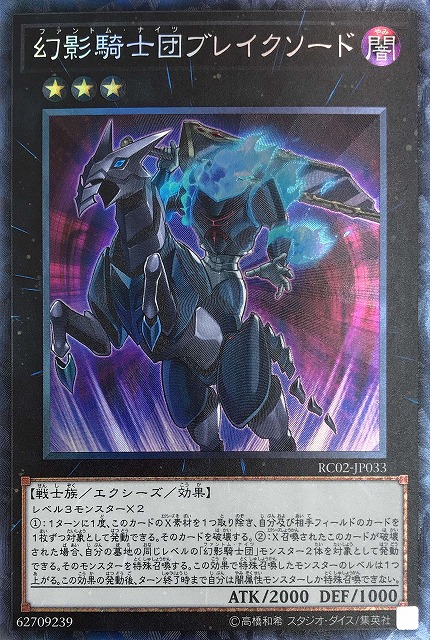 幻影騎士団ブレイクソード
ファントム ナイツ
闇
やみ
RC02-JP033
【戦士族／エクシーズ／効果】
レベル３モンスター×２
①：１ターンに１度、このカードのＸ素材を１つ取り除き、自分及び相手フィールドのカードを
１枚ずつ対象として発動できる。そのカードを破壊する。②：Ｘ召喚されたこのカードが破壊
された場合、自分の墓地の同じレベルの「幻影騎士団」モンスター２体を対象として発動
できる。そのモンスターを特殊召喚する。この効果で特殊召喚したモンスターのレベルは１つ
上がる。この効果の発動後、ターン終了時まで自分は闇属性モンスターしか特殊召喚できない。
ATK/2000 DEF/1000
62709239
©高橋和希 スタジオ・ダイス/集英社